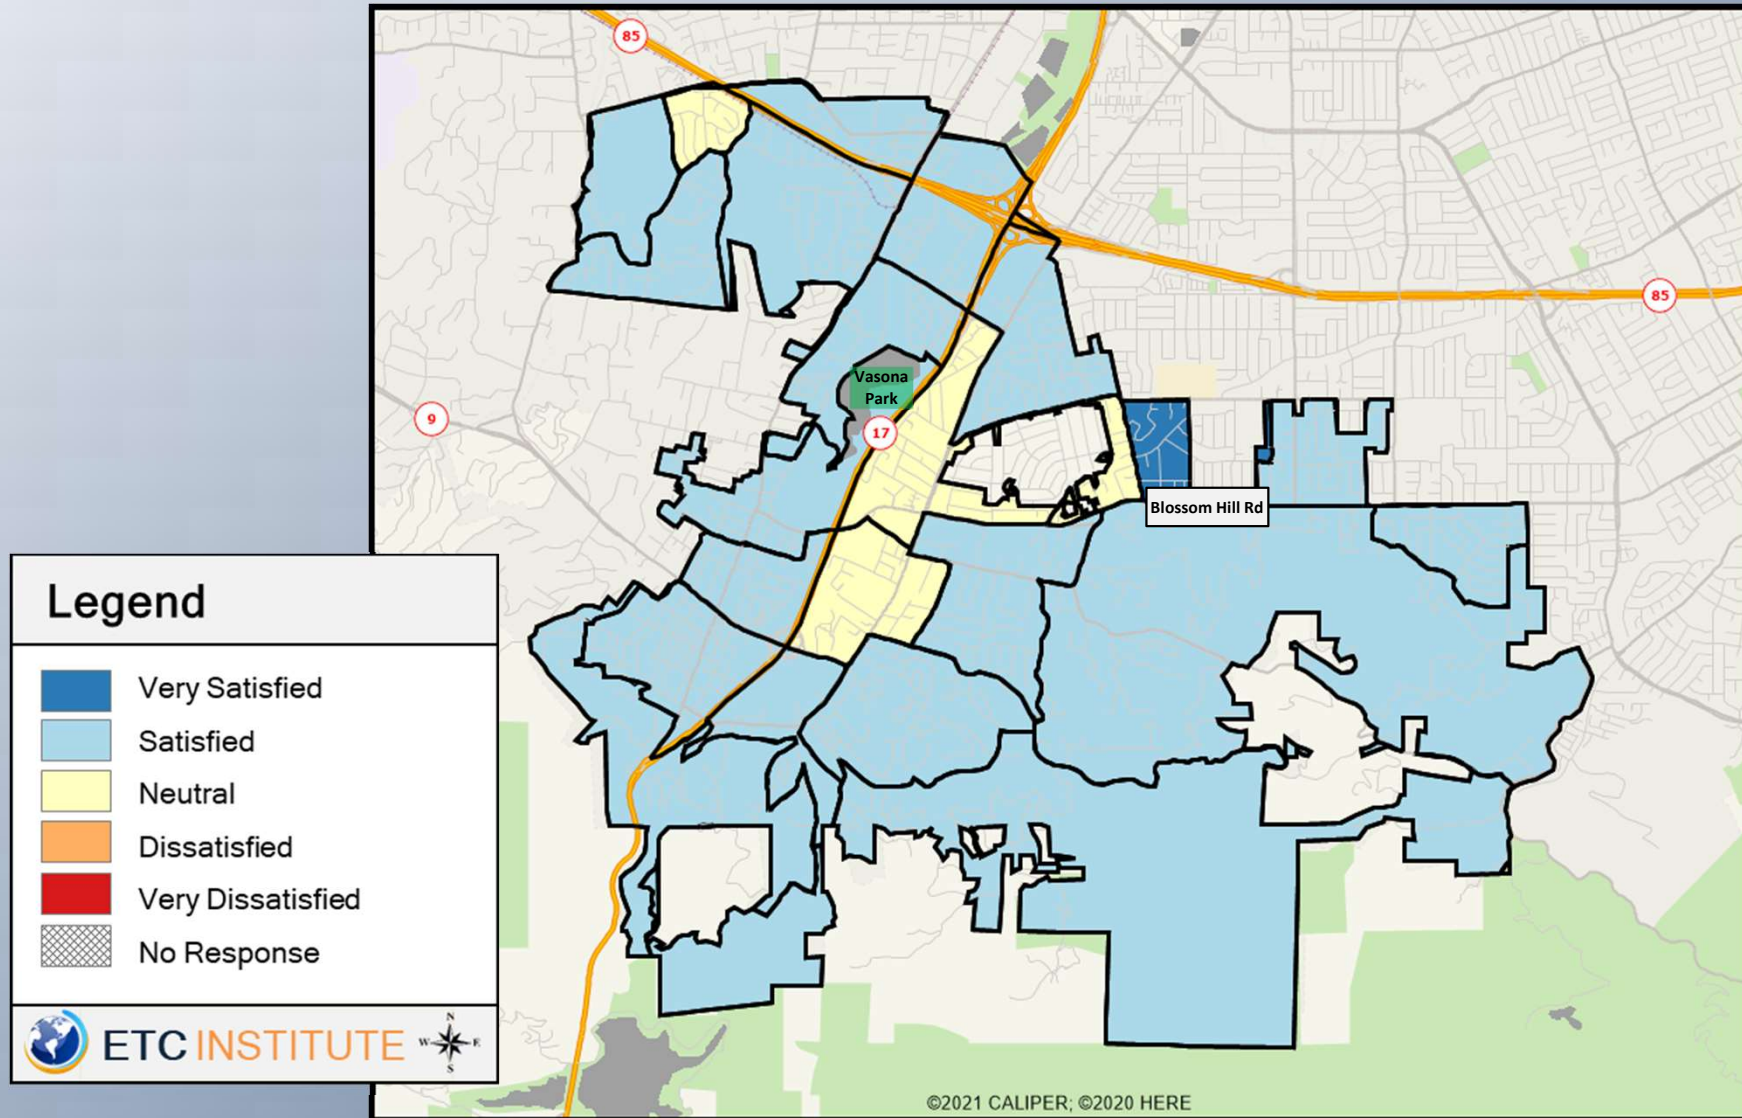 85
85
9
Vasona
Park
17
Blossom Hill Rd
Legend
Very Satisfied
Satisfied
Neutral
Dissatisfied
Very Dissatisfied
No Response
ETC INSTITUTE
N
W E
S
©2021 CALIPER; ©2020 HERE